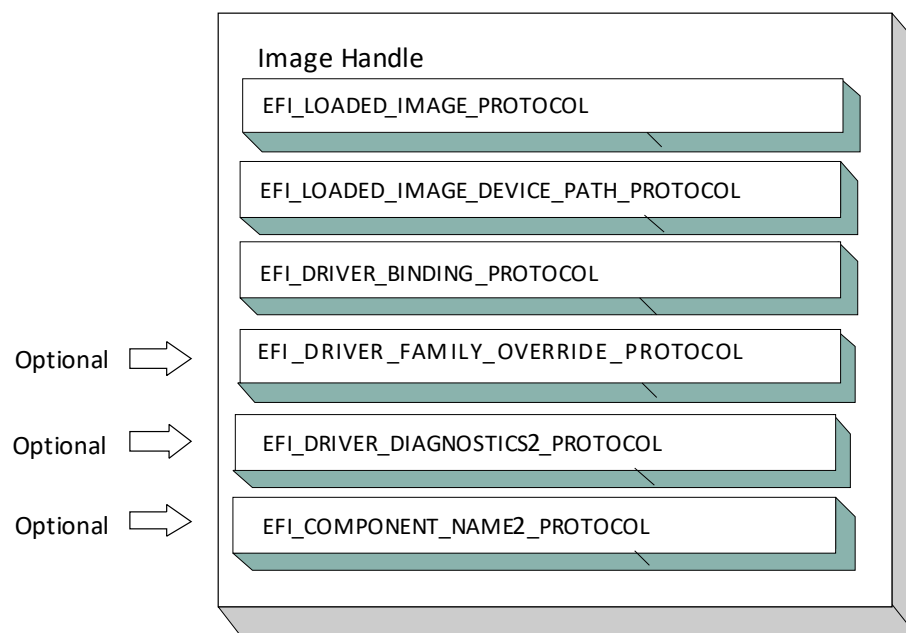 Image Handle
EFI_LOADED_IMAGE_PROTOCOL
EFI_LOADED_IMAGE_DEVICE_PATH_PROTOCOL
EFI_DRIVER_BINDING_PROTOCOL
Optional
EFI_DRIVER_FAMILY_OVERRIDE_PROTOCOL
Optional
EFI_DRIVER_DIAGNOSTICS2_PROTOCOL
Optional
EFI_COMPONENT_NAME2_PROTOCOL